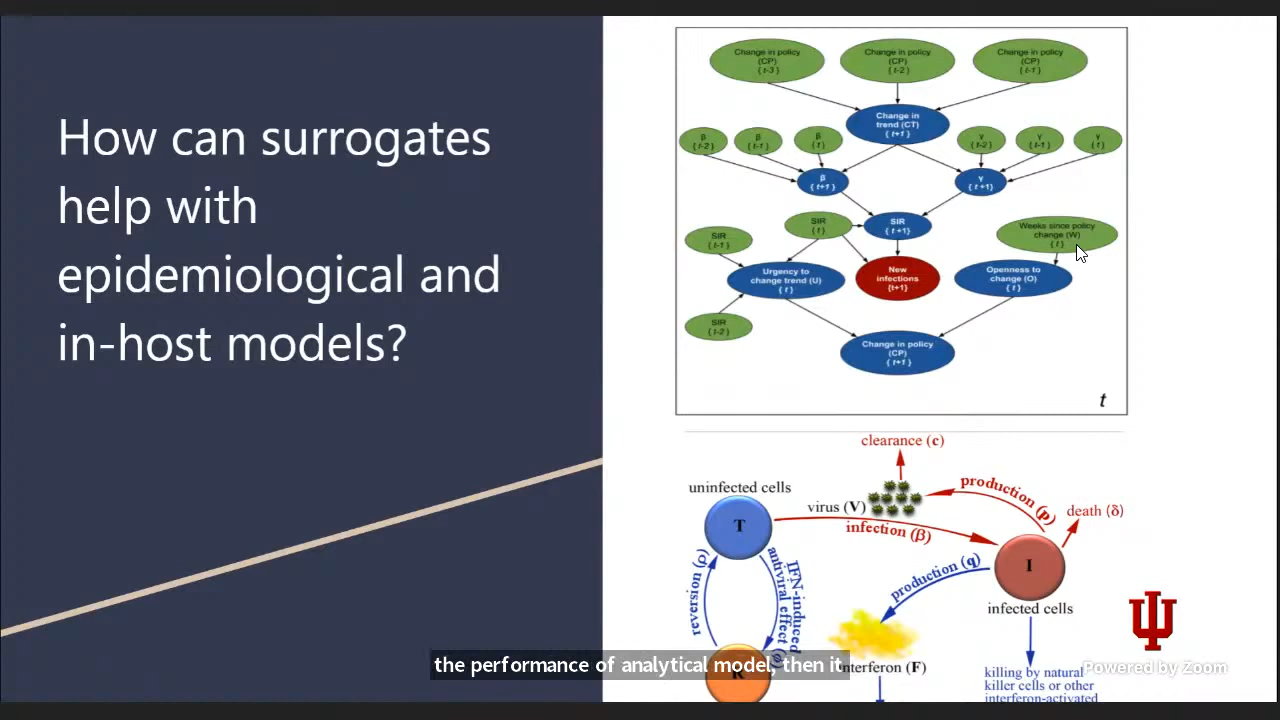 How can surrogates
help with
epidemiological and
in-host models?
Change in policy
(CP)
{ t-3 }
Change in policy
(CP)
{ t-2 }
Change in policy
(CP)
{ t-1 }
Change in
trend (CT)
{ t+1 }
β
{ t-2 }
β
{ t-1 }
β
{ t }
γ
{ t-2 }
γ
{ t-1 }
γ
{ t }
β
{ t+1 }
γ
{ t +1}
SIR
{ t-1 }
SIR
{ t }
SIR
{ t +1}
Weeks since policy
change (W)
{ t }
Urgency to
change trend (U)
{ t }
New
infections
{t+1}
Openness to
change (O)
{ t }
SIR
{ t-2 }
Change in policy
(CP)
{ t+1 }
t
clearance (c)
uninfected cells
T
virus (V)
production (p)
death (δ)
infection (β)
I
infected cells
reversion (ρ)
IFN-induced
antiviral effect
production (q)
R
interferon (F)
killing by natural
killer cells or other
interferon-activated
the performance of analytical model, then it
Powered by Zoom